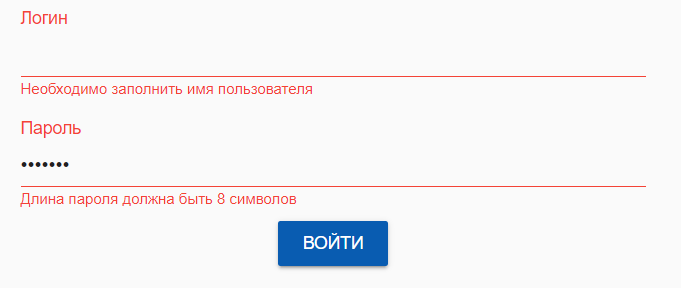 Логин
Необходимо заполнить имя пользователя
Пароль
•••••••
Длина пароля должна быть 8 символов
ВОЙТИ